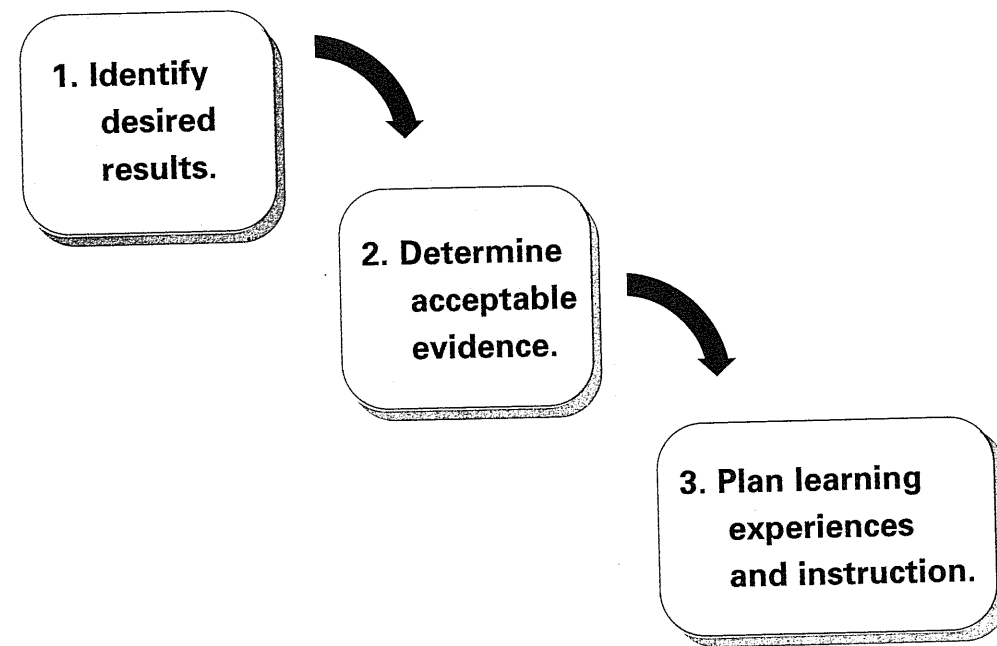 1. Identify
desired
results.
2. Determine
acceptable
evidence.
3. Plan learning
experiences
and instruction.